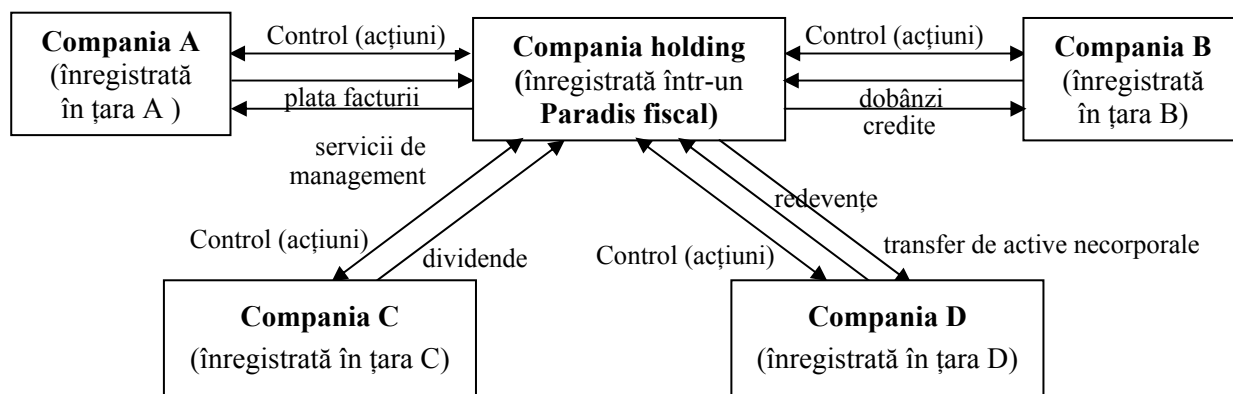 Compania A
(înregistrată
în țara A )
Control (acțiuni)
plata facturii
servicii de
management
Compania holding
(înregistrată într-un
Paradis fiscal)
Control (acțiuni)
dobânzi
credite
Compania B
(înregistrată
în țara B)
Control (acțiuni)
dividende
Compania C
(înregistrată în țara C)
redevențe
transfer de active necorporale
Control (acțiuni)
Compania D
(înregistrată în țara D)